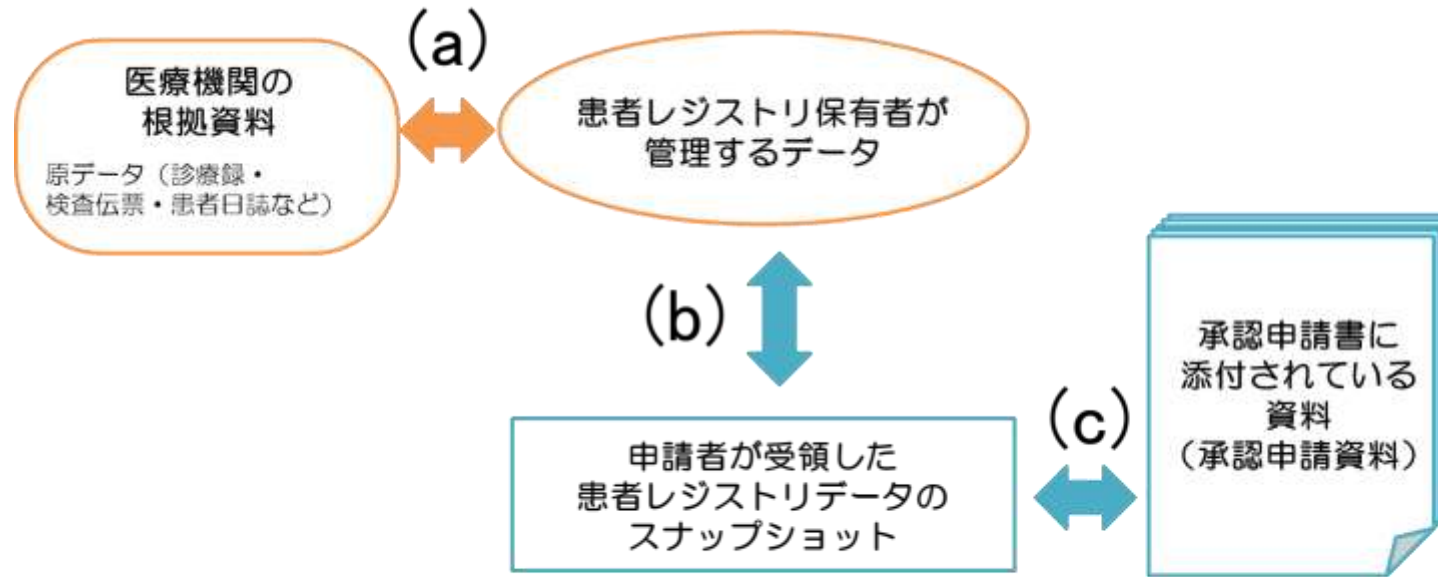 (a)
医療機関の
根拠資料
原データ（診療録・
検査伝票・患者日誌など）
患者レジストリ保有者が
管理するデータ
(b)
申請者が受領した
患者レジストリデータの
スナップショット
(c)
承認申請書に
添付されている
資料
（承認申請資料）